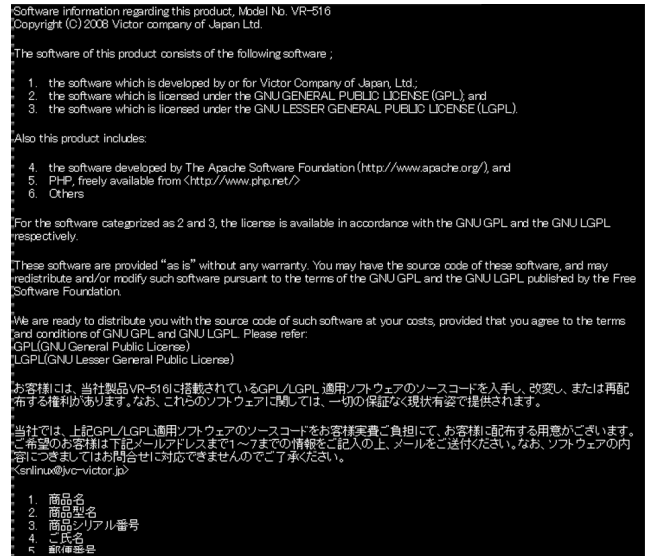 Software information regarding this product, Model No. VR-516
Copyright (C) 2008 Victor company of Japan Ltd.
The software of this product consists of the following software ;
1. the software which is developed by or for Victor Company of Japan, Ltd.;
2. the software which is licensed under the GNU GENERAL PUBLIC LICENSE (GPL); and
3. the software which is licensed under the GNU LESSER GENERAL PUBLIC LICENSE (LGPL).
Also this product includes:
4. the software developed by The Apache Software Foundation (http://www.apache.org/), and
5. PHP, freely available from <http://www.php.net/>
6. Others
For the software categorized as 2 and 3, the license is available in accordance with the GNU GPL and the GNU LGPL
respectively.
These software are provided “as is” without any warranty. You may have the source code of these software, and may
redistribute and/or modify such software pursuant to the terms of the GNU GPL and the GNU LGPL published by the Free
Software Foundation.
We are ready to distribute you with the source code of such software at your costs, provided that you agree to the terms
and conditions of GNU GPL and GNU LGPL. Please refer:
GPL(GNU General Public License)
LGPL(GNU Lesser General Public License)
お客様には、当社製品VR-516に搭載されているGPL/LGPL 適用ソフトウェアのソースコードを入手し、改変し、または再配
布する権利があります。なお、これらのソフトウェアに関しては、一切の保証なく現状有姿で提供されます。
当社では、上記GPL/LGPL適用ソフトウェアのソースコードをお客様実費ご負担にて、お客様に配布する用意がございます。
ご希望のお客様は下記メールアドレスまで1～7までの情報をご記入の上、メールをご送付ください。なお、ソフトウェアの内
容につきましてはお問合せに対応できませんのでご了承ください。
<snlinux@jvc-victor.jp>
1. 商品名
2. 商品型名
3. 商品シリアル番号
4. ご氏名
5. 郵便番号